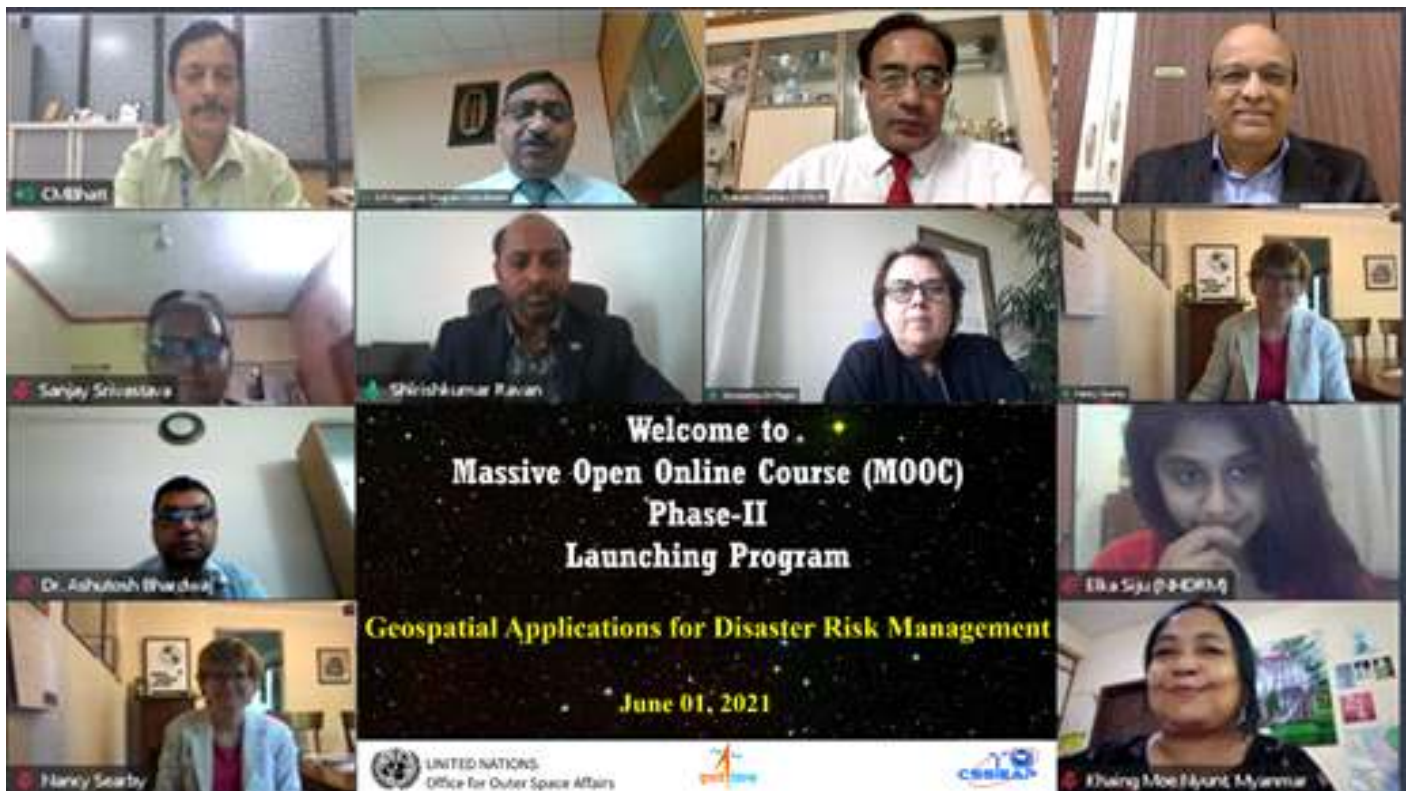 CMBhatt
Sanjay Srivastava
Shirishkumar Ravan
Welcome to
Massive Open Online Course (MOOC)
Phase-II
Launching Program
Dr. Ashutosh Bhardwaj
Elka Siju (NHDRM)
Geospatial Applications for Disaster Risk Management
June 01, 2021
Nancy Searby
UNITED NATIONS
Office for Outer Space Affairs
इसरो isro
CSSTEAP
Khaing Moe Nyunt, Myanmar